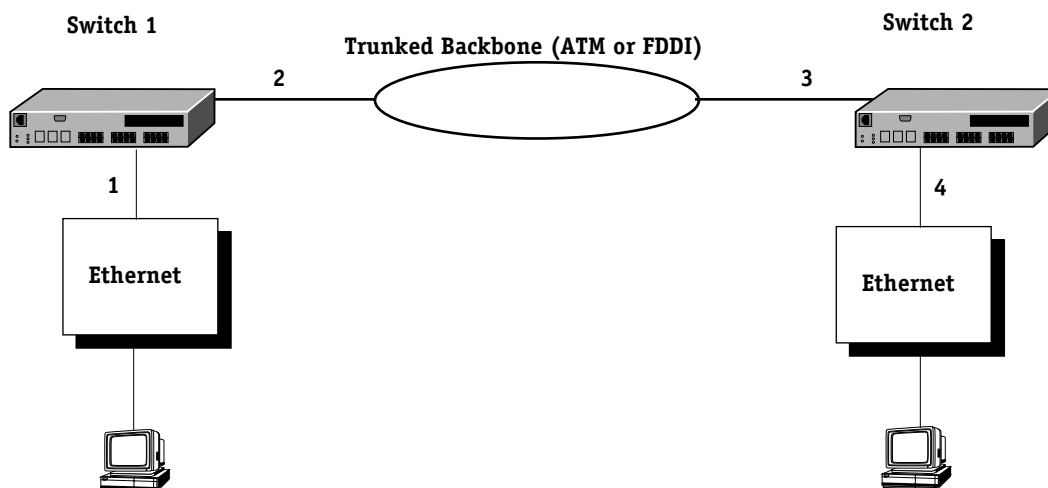 Switch 1
Switch 2
Trunked Backbone (ATM or FDDI)
2
3
1
4
Ethernet
Ethernet